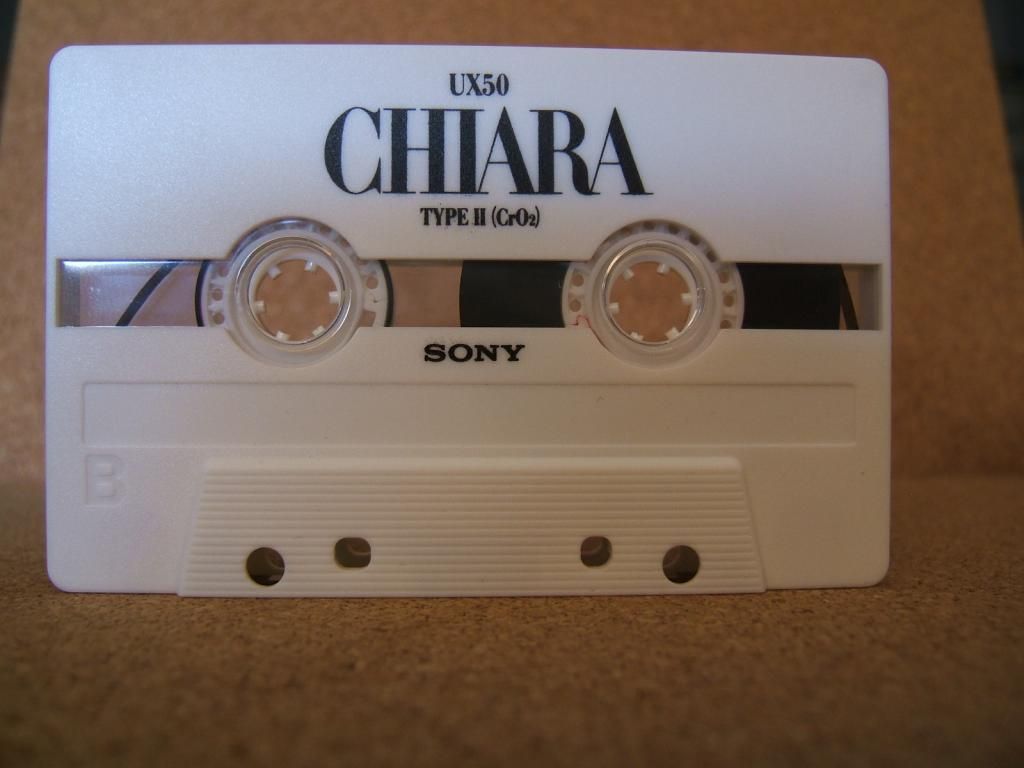 UX50
CHIARA
TYPE II (CrO₂)
SONY
B